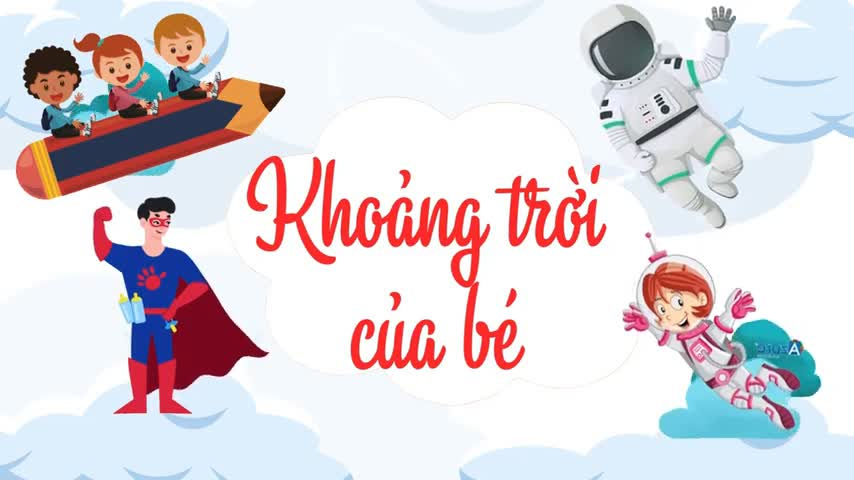 Khoảng trời
của bé